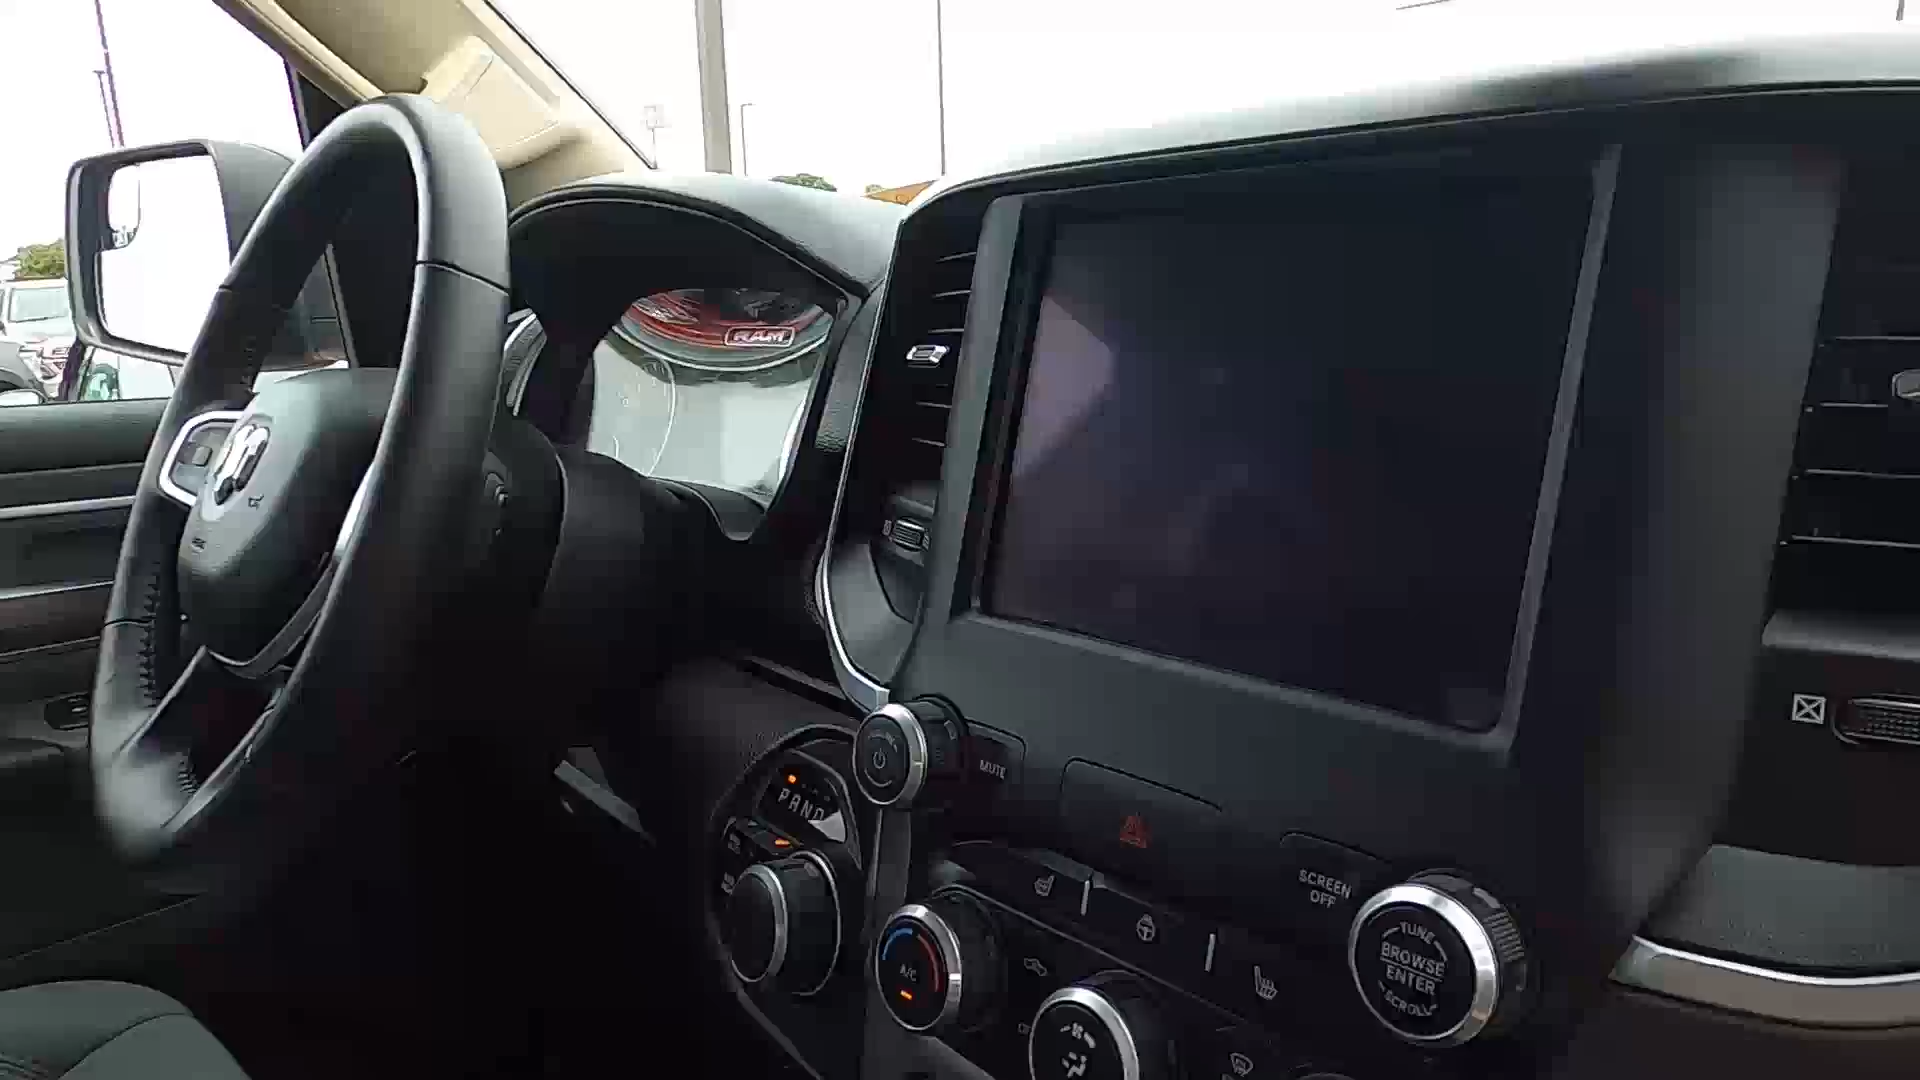 RAM
MUTE
PRND
SCREEN
OFF
TUNE
BROWSE
ENTER
SCROLL
A/C